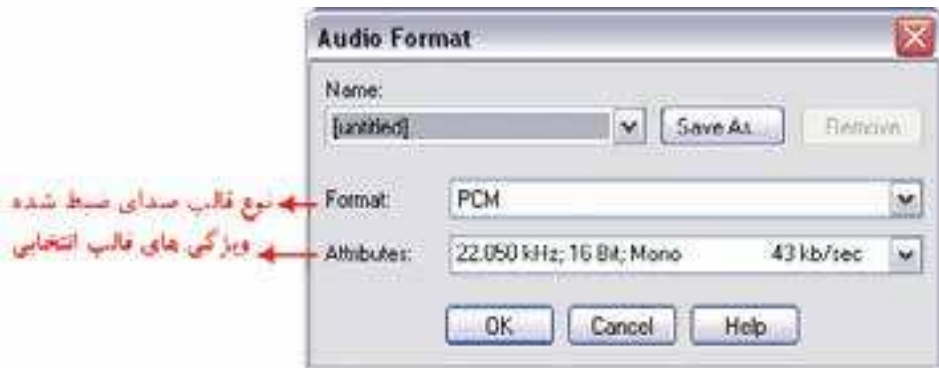 Audio Format
Name:
[untitled]
Save As...
Remove
نوع قالب صدای ضبط شده
Format:
PCM
ویژگی های قالب انتخابی
Attributes:
22.050 kHz; 16 Bit; Mono 43 kb/sec
OK
Cancel
Help